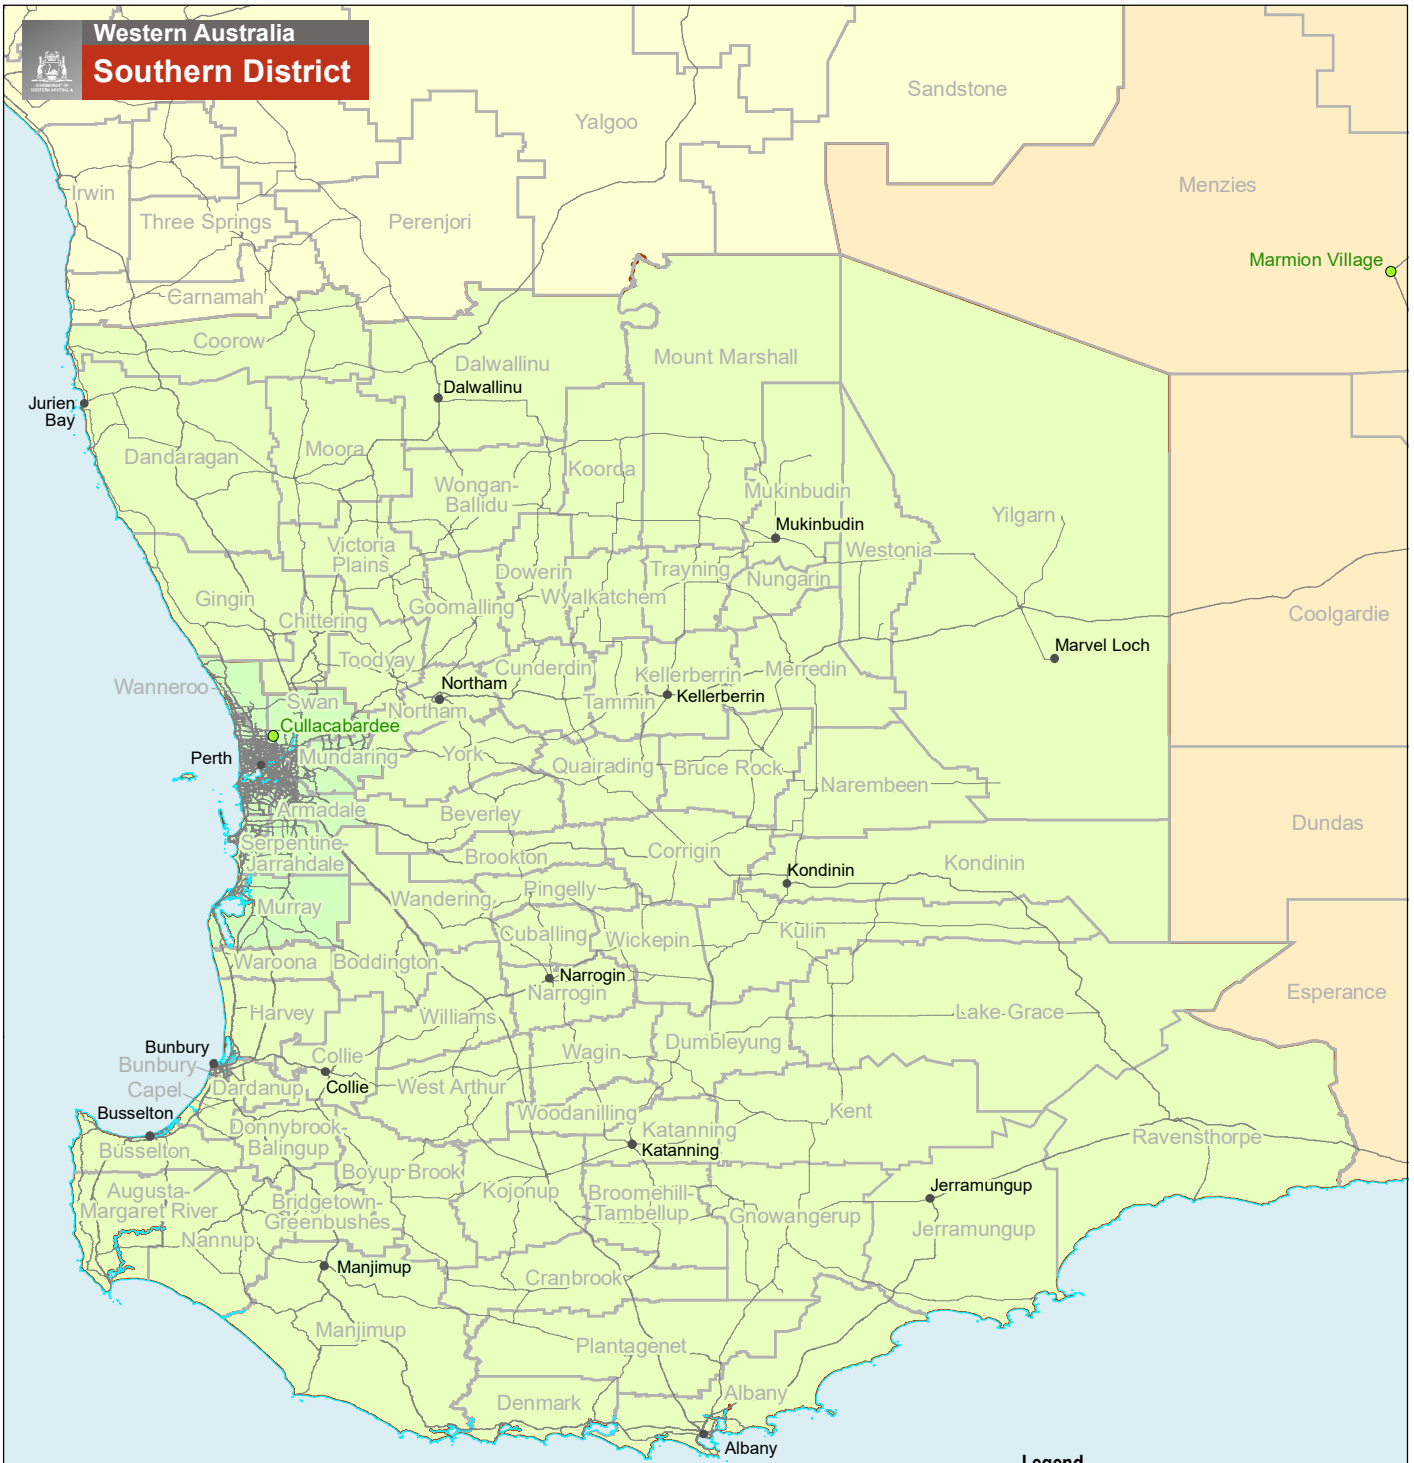 Western Australia
Southern District
GOVERNMENT OF
WESTERN AUSTRALIA
Sandstone
Yalgoo
Menzies
Irwin
Three Springs
Perenjori
Marmion Village
Carnamah
Coorow
Dalwallinu
Mount Marshall
Dalwallinu
Jurien
Bay
Moora
Dandaragan
Koorda
Wongan-
Ballidu
Mukinbudin
Yilgarn
Mukinbudin
Victoria
Plains
Westonia
Dowerin
Trayning
Nungarin
Gingin
Goomalling
Wyalkatchem
Chittering
Coolgardie
Toodyay
Marvel Loch
Cunderdin
Kellerberrin
Merredin
Wanneroo
Northam
Kellerberrin
Swan
Northam
Tammin
Cullacabardee
Perth
Mundaring
York
Quairading
Bruce Rock
Narembeen
Armadale
Beverley
Dundas
Serpentine-
Jarrahdale
Brookton
Corrigin
Kondinin
Kondinin
Pingelly
Wandering
Murray
Cuballing
Wickepin
Kulin
Waroona
Boddington
Narrogin
Narrogin
Esperance
Harvey
Williams
Lake-Grace
Bunbury
Bunbury
Collie
Wagin
Dumbleyung
Capel
Dardanup
Collie
West Arthur
Busselton
Woodanilling
Kent
Donnybrook-
Balingup
Katanning
Katanning
Ravensthorpe
Busselton
Boyup-Brook
Augusta-
Margaret River
Bridgetown-
Greenbushes
Kojonup
Broomehill-
Tambellup
Gnowangerup
Jerramungup
Jerramungup
Nannup
Manjimup
Cranbrook
Manjimup
Plantagenet
Denmark
Albany
Albany
Legend